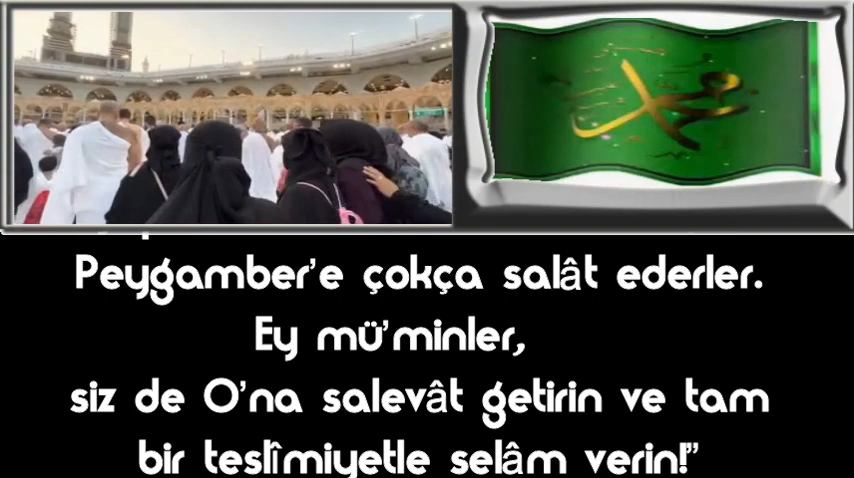 Peygamber'e çokça salât ederler.
Ey mü'minler,
siz de O'na salevât getirin ve tam
bir teslîmiyetle selâm verin!"